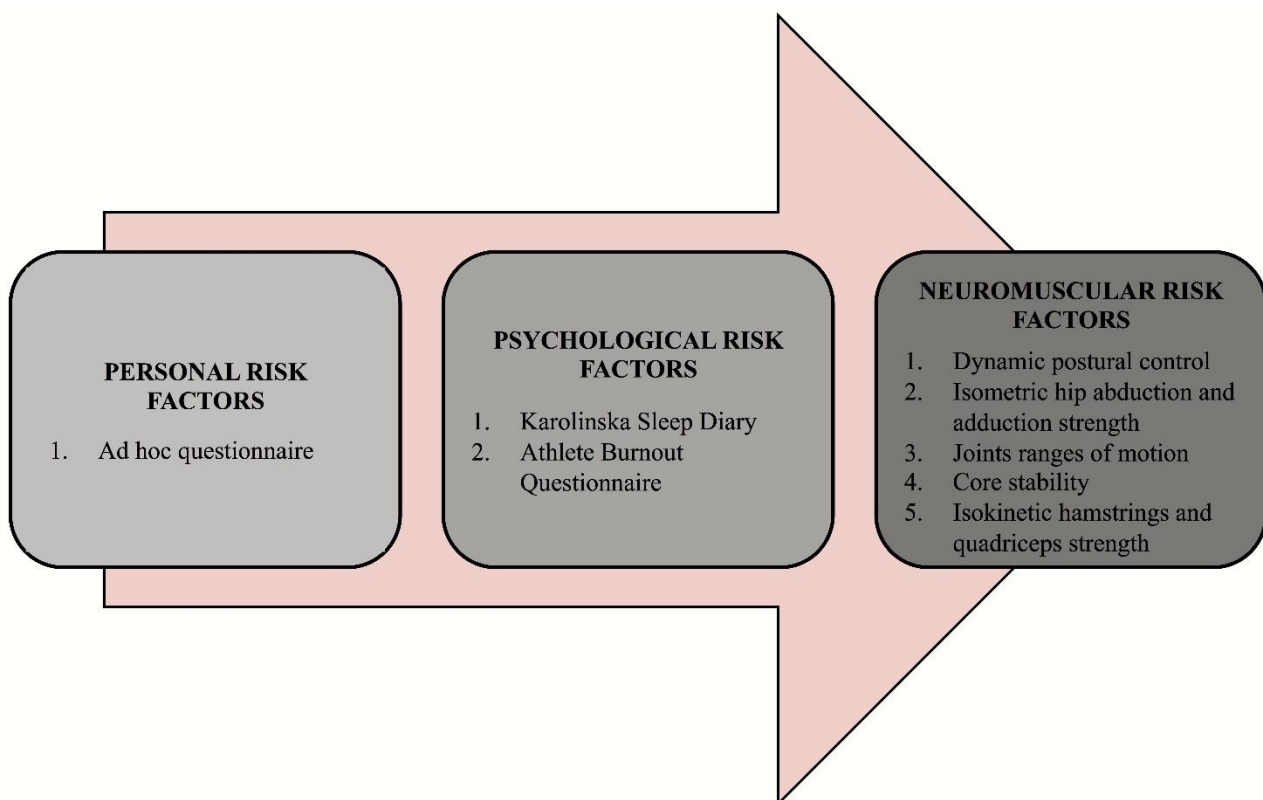 PERSONAL RISK
FACTORS
1. Ad hoc questionnaire
PSYCHOLOGICAL RISK
FACTORS
1. Karolinska Sleep Diary
2. Athlete Burnout
Questionnaire
NEUROMUSCULAR RISK
FACTORS
1. Dynamic postural control
2. Isometric hip abduction and
adduction strength
3. Joints ranges of motion
4. Core stability
5. Isokinetic hamstrings and
quadriceps strength